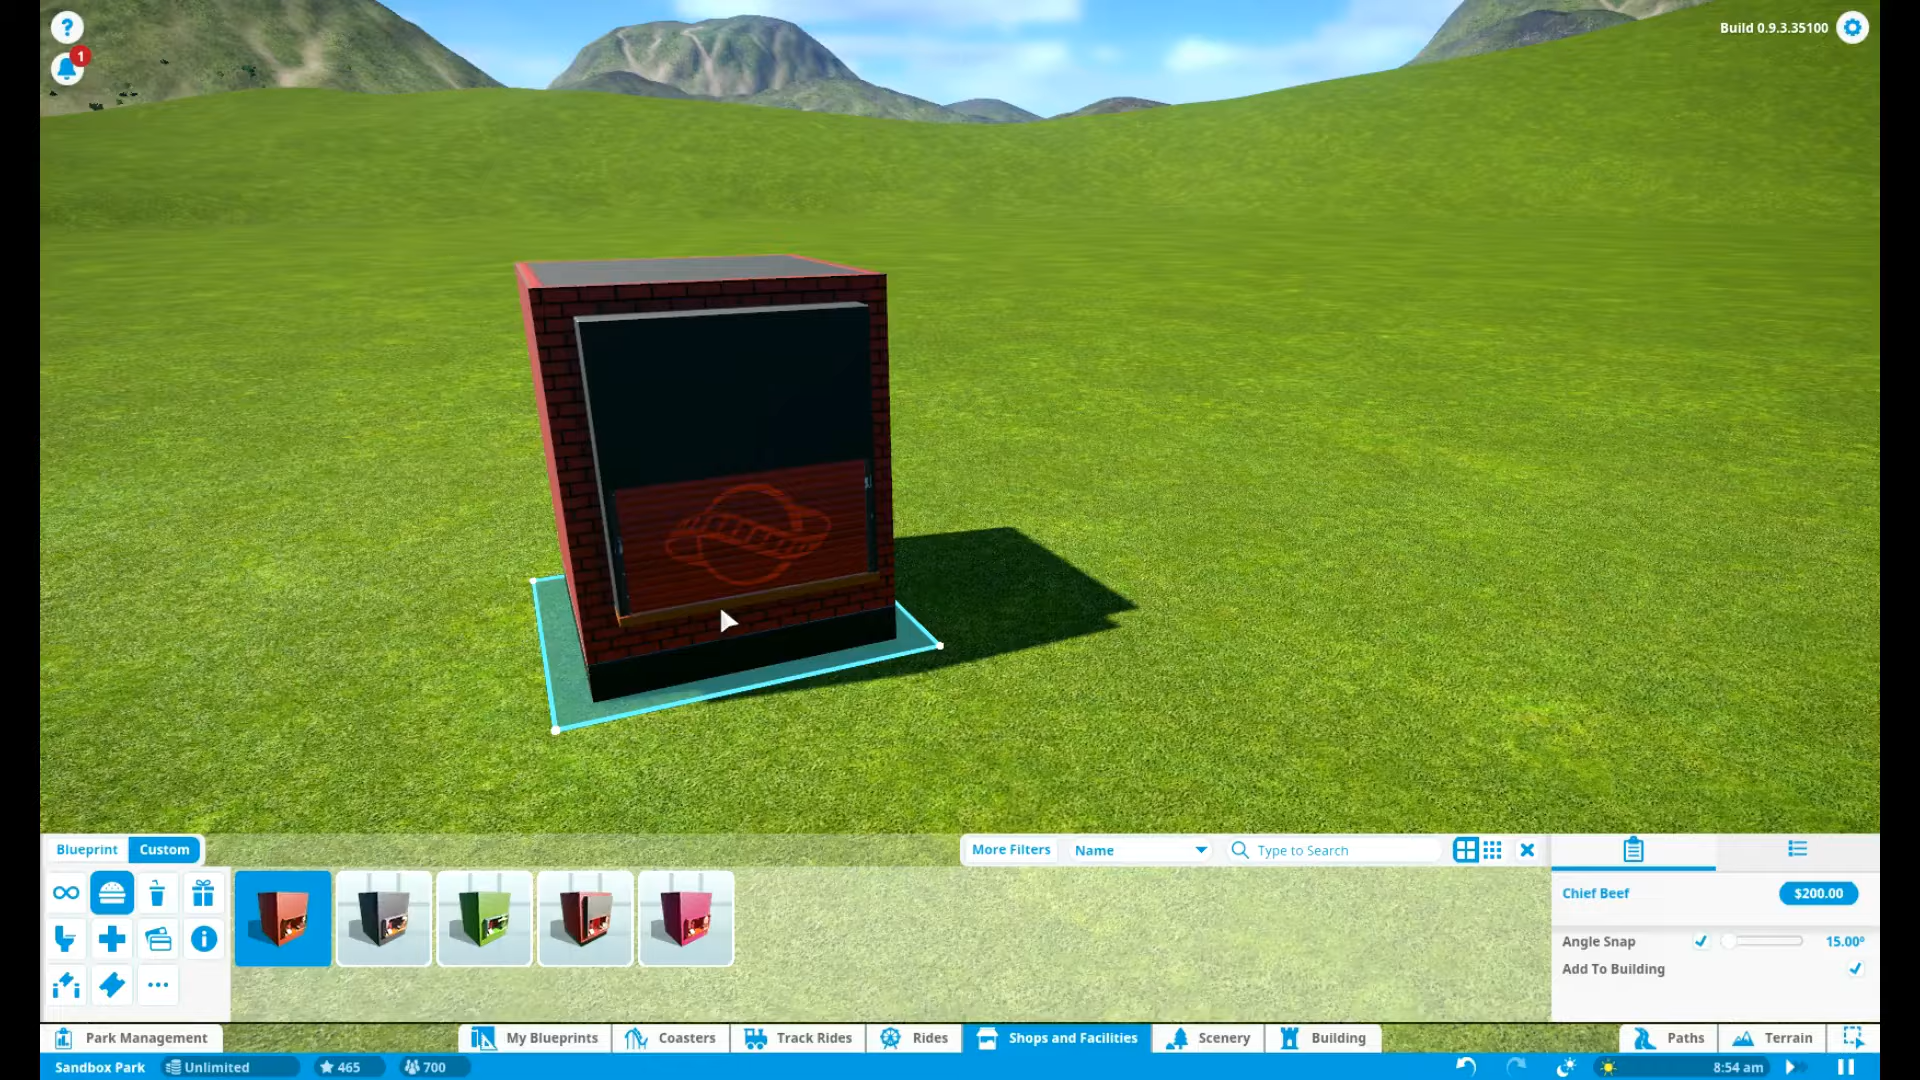 ?
1
Build 0.9.3.35100
Blueprint
Custom
More Filters
Name
Type to Search
Chief Beef
$200.00
Angle Snap
15.00°
Add To Building
Park Management
My Blueprints
Coasters
Track Rides
Rides
Shops and Facilities
Scenery
Building
Paths
Terrain
Sandbox Park
Unlimited
465
700
8:54 am